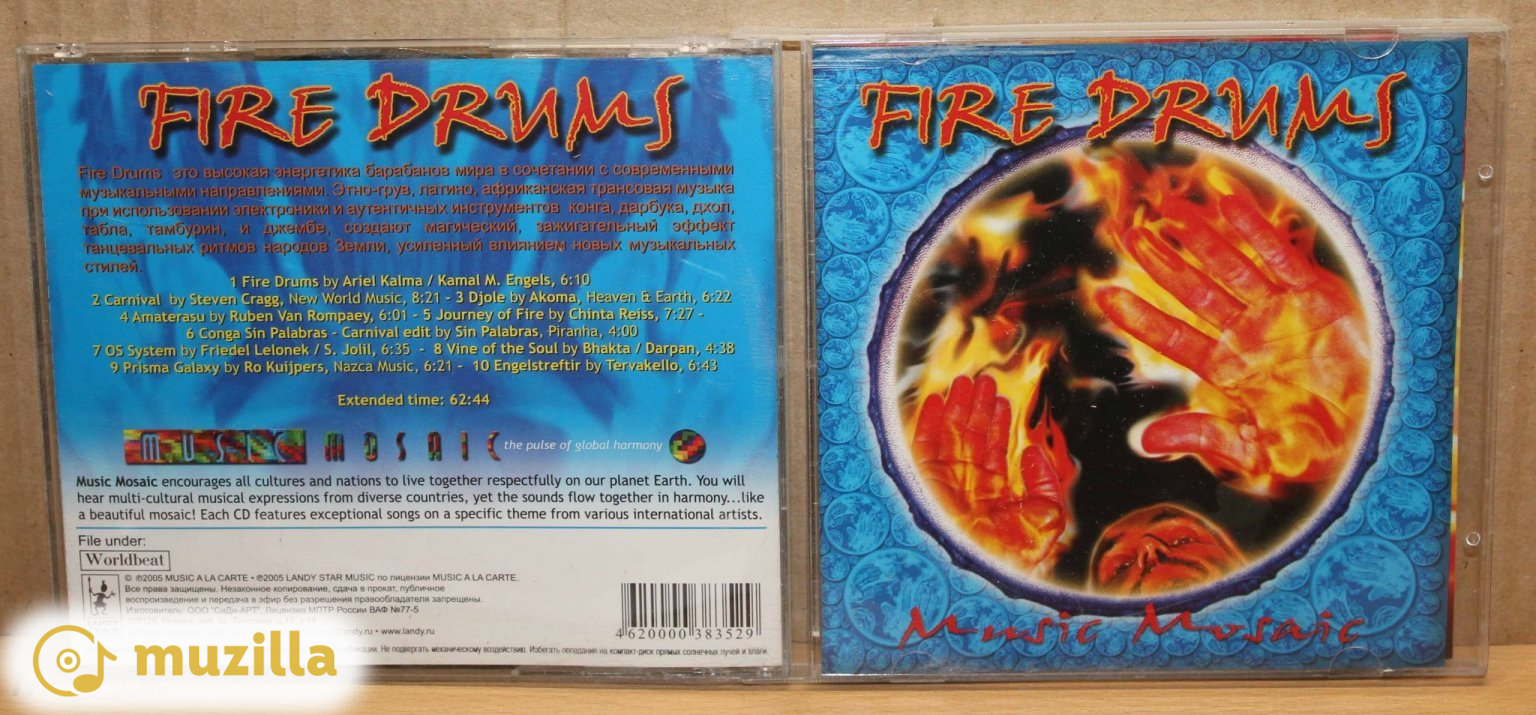 FIRE DRUMS
Fire Drums это высокая энергетика барабанов мира в сочетании с современными
музыкальными направлениями. Этно-грув, латино, африканская трансовая музыка
при использовании электроники и аутентичных инструментов конга, дарбука, дхол,
табла, тамбурин, и джембе, создают магический, зажигательный эффект
танцевальных ритмов народов Земли, усиленный влиянием новых музыкальных
стилей.
1 Fire Drums by Ariel Kalma / Kamal M. Engels, 6:10
2 Carnival by Steven Cragg, New World Music, 8:21 - 3 Djole by Akoma, Heaven & Earth, 6:22
4 Amaterasu by Ruben Van Rompaey, 6:01 - 5 Journey of Fire by Chinta Reiss, 7:27 -
6 Conga Sin Palabras - Carnival edit by Sin Palabras, Piranha, 4:00
7 OS System by Friedel Lelonek / S. Jolil, 6:35 - 8 Vine of the Soul by Bhakta / Darpan, 4:38
9 Prisma Galaxy by Ro Kuijpers, Nazca Music, 6:21 - 10 Engelstreftir by Tervakello, 6:43
Extended time: 62:44
MUSIC MOSAIC the pulse of global harmony
Music Mosaic encourages all cultures and nations to live together respectfully on our planet Earth. You will
hear multi-cultural musical expressions from diverse countries, yet the sounds flow together in harmony...like
a beautiful mosaic! Each CD features exceptional songs on a specific theme from various international artists.
File under:
Worldbeat
© ℗2005 MUSIC A LA CARTE • ℗2005 LANDY STAR MUSIC по лицензии MUSIC A LA CARTE.
Все права защищены. Незаконное копирование, сдача в прокат, публичное
воспроизведение и передача в эфир без разрешения правообладателя запрещены.
Изготовитель: ООО "СиДи-АРТ", Лицензия МПТР России ВАФ №77-5
• www.landy.ru
4 620000 383529
Не подвергать механическому воздействию. Избегать попадания на компакт-диск прямых солнечных лучей и влаги.
muzilla
FIRE DRUMS
Music Mosaic